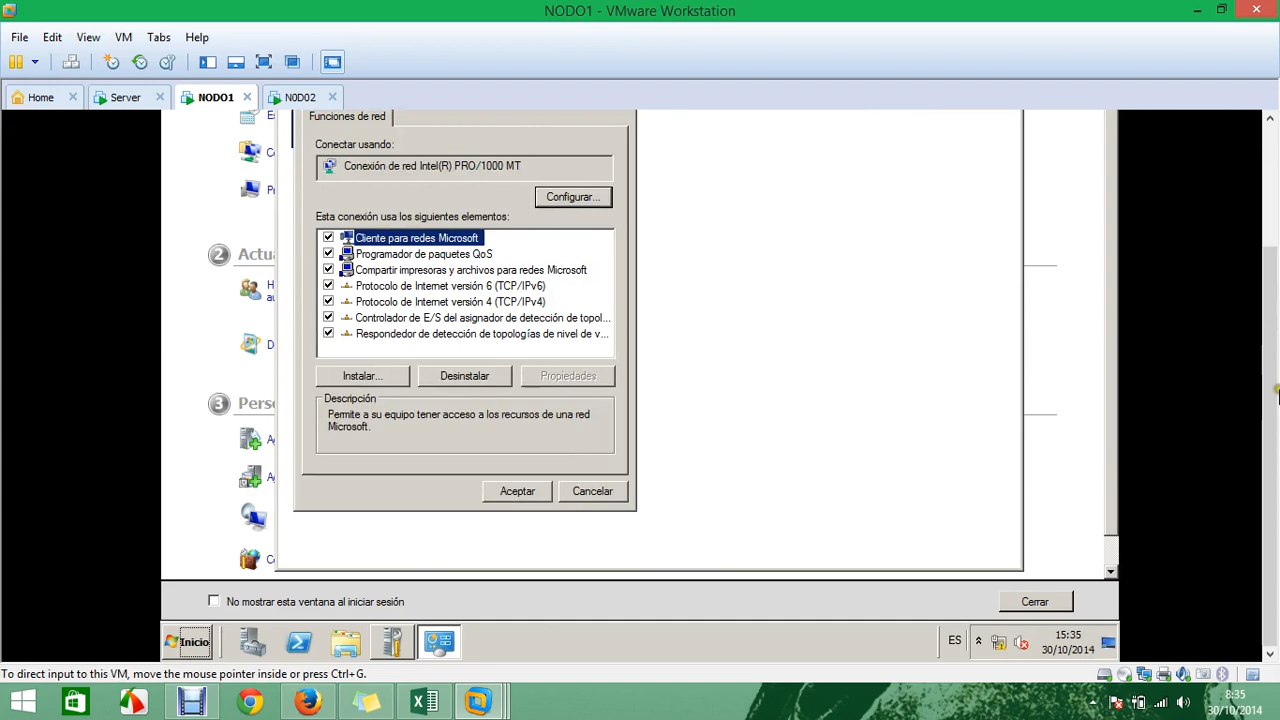 NODO1 - VMware Workstation
File Edit View VM Tabs Help
Home Server NODO1 NODO2
Funciones de red
Conectar usando:
Conexión de red Intel(R) PRO/1000 MT
Configurar...
Esta conexión usa los siguientes elementos:
Cliente para redes Microsoft
Programador de paquetes QoS
Compartir impresoras y archivos para redes Microsoft
Protocolo de Internet versión 6 (TCP/IPv6)
Protocolo de Internet versión 4 (TCP/IPv4)
Controlador de E/S del asignador de detección de topol...
Respondedor de detección de topologías de nivel de v...
Instalar... Desinstalar Propiedades
Descripción
Permite a su equipo tener acceso a los recursos de una red
Microsoft.
Aceptar Cancelar
2 Actua
3 Pers
No mostrar esta ventana al iniciar sesión
Cerrar
Inicio
ES
15:35
30/10/2014
To direct input to this VM, move the mouse pointer inside or press Ctrl+G.
8:35
30/10/2014